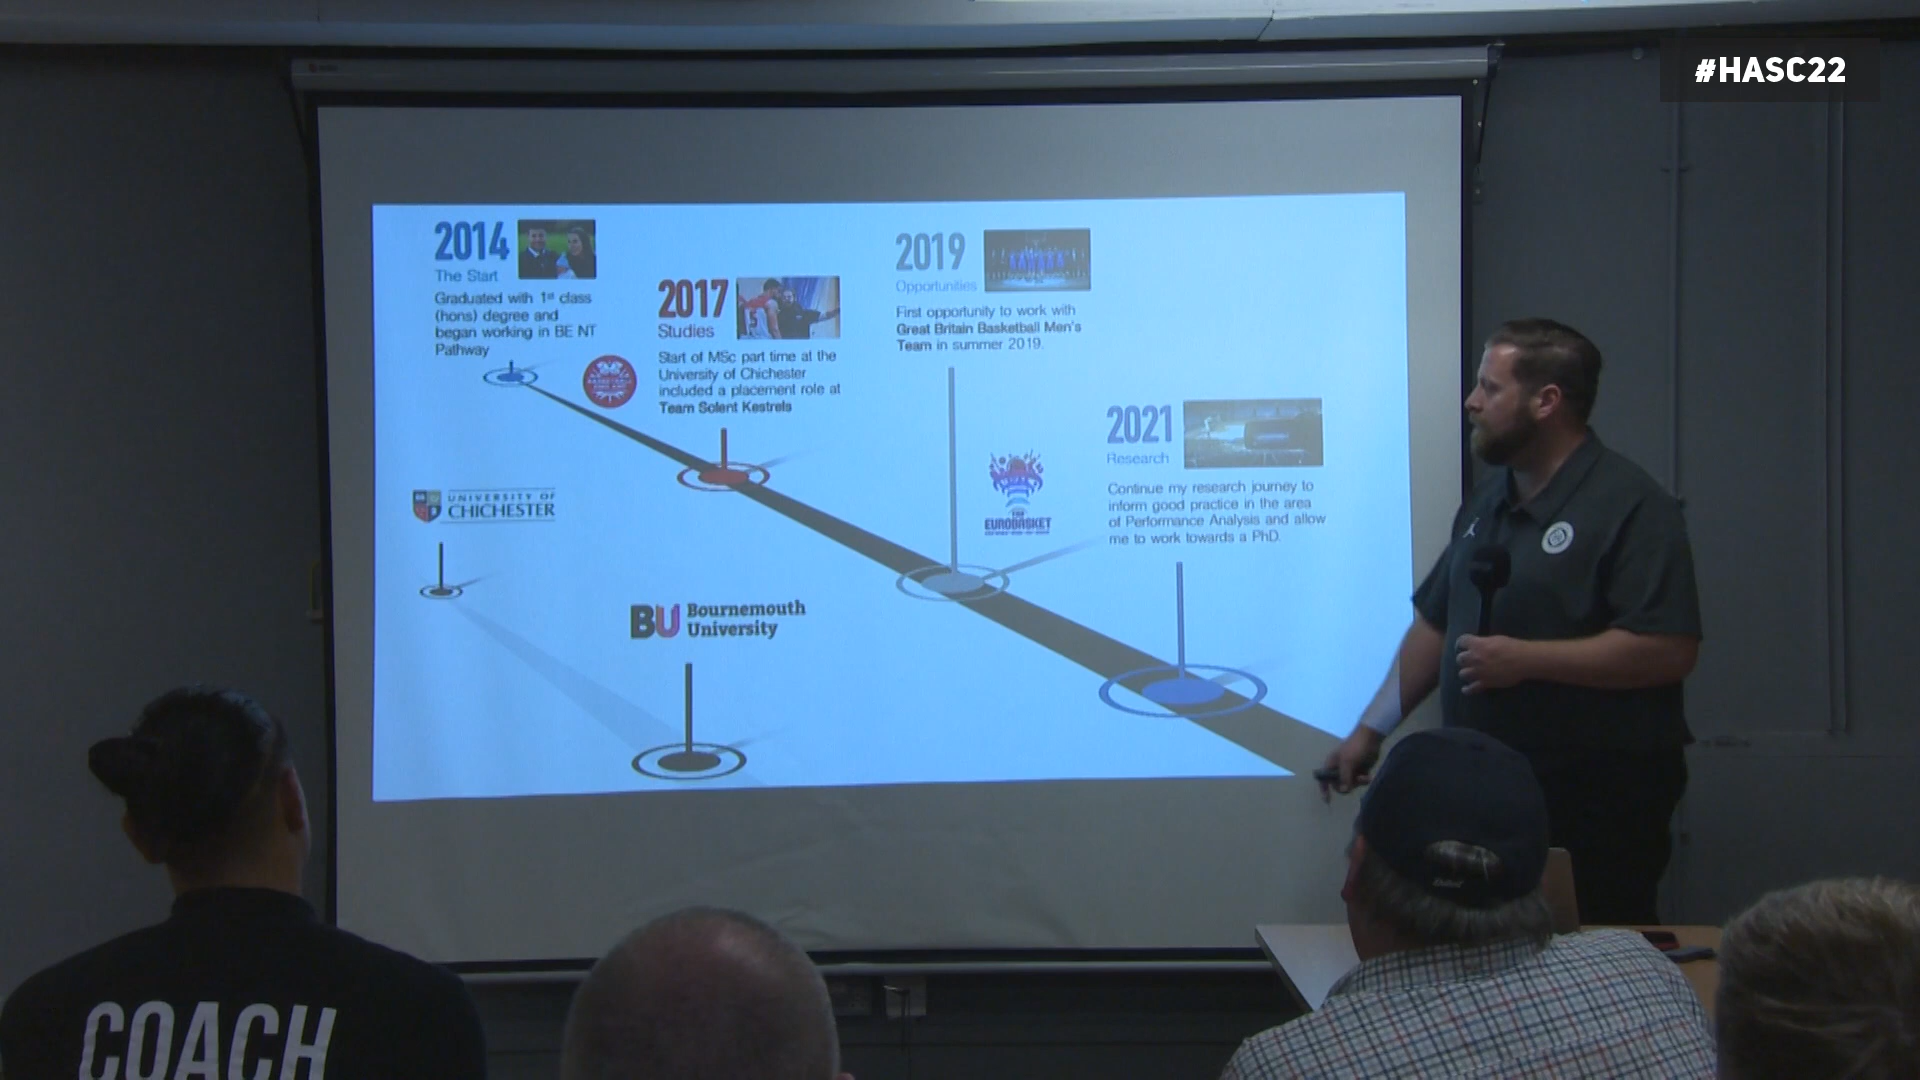 #HASC22
2014
The Start
Graduated with 1st class
(hons) degree and
began working in BE NT
Pathway
2017
Studies
Start of MSc part time at the
University of Chichester
included a placement role at
Team Solent Kestrels
2019
Opportunities
First opportunity to work with
Great Britain Basketball Men's
Team in summer 2019.
2021
Research
Continue my research journey to
inform good practice in the area
of Performance Analysis and allow
me to work towards a PhD.
UNIVERSITY OF
CHICHESTER
FIBA
EUROBASKET
BU Bournemouth
University
COACH